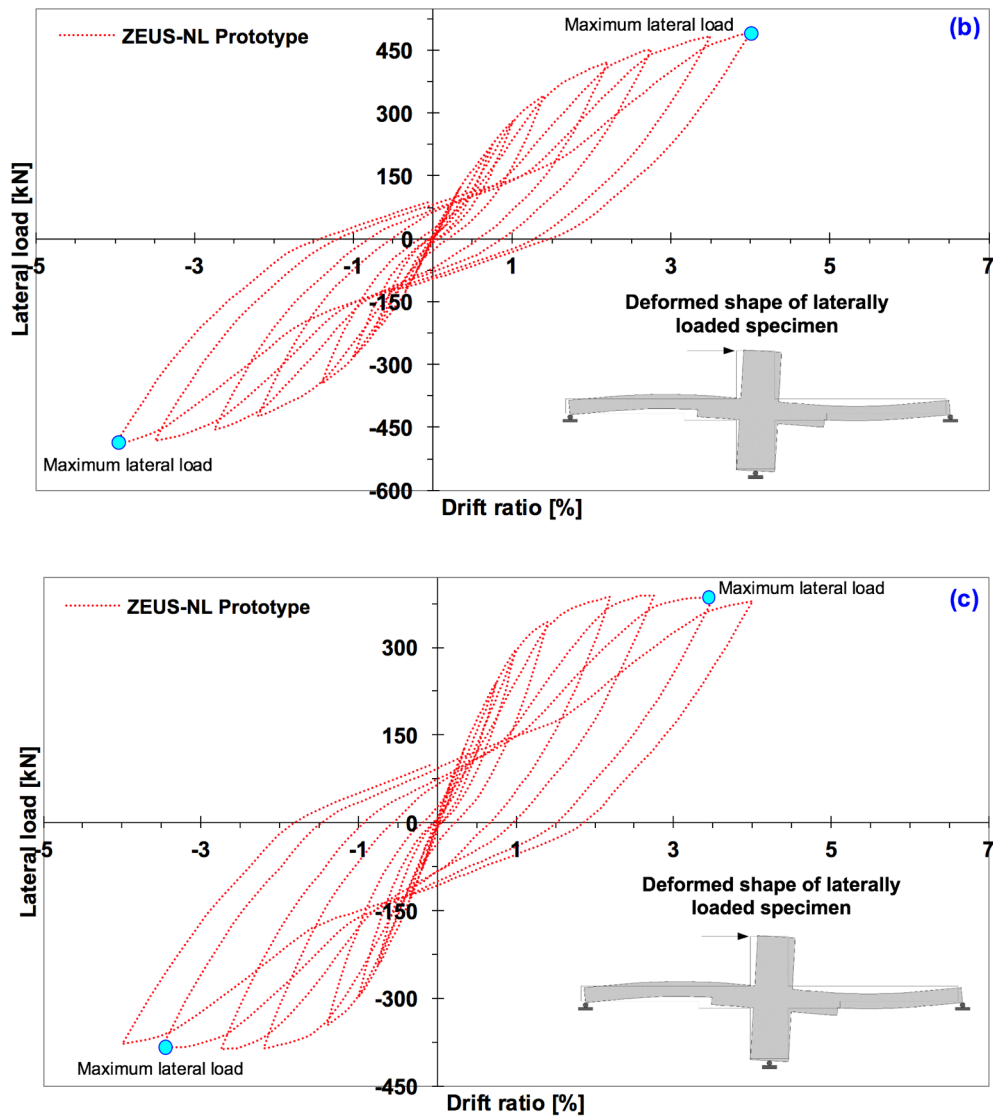 Maximum lateral load
(b)
ZEUS-NL Prototype
450
300
150
0
-5
-3
-1
1
3
5
7
Lateral load [kN]
-150
Deformed shape of laterally
loaded specimen
-300
-450
Maximum lateral load
-600
Drift ratio [%]
Maximum lateral load
(c)
ZEUS-NL Prototype
300
150
0
-5
-3
-1
1
3
5
7
Lateral load [kN]
Deformed shape of laterally
loaded specimen
-150
-300
Maximum lateral load
-450
Drift ratio [%]